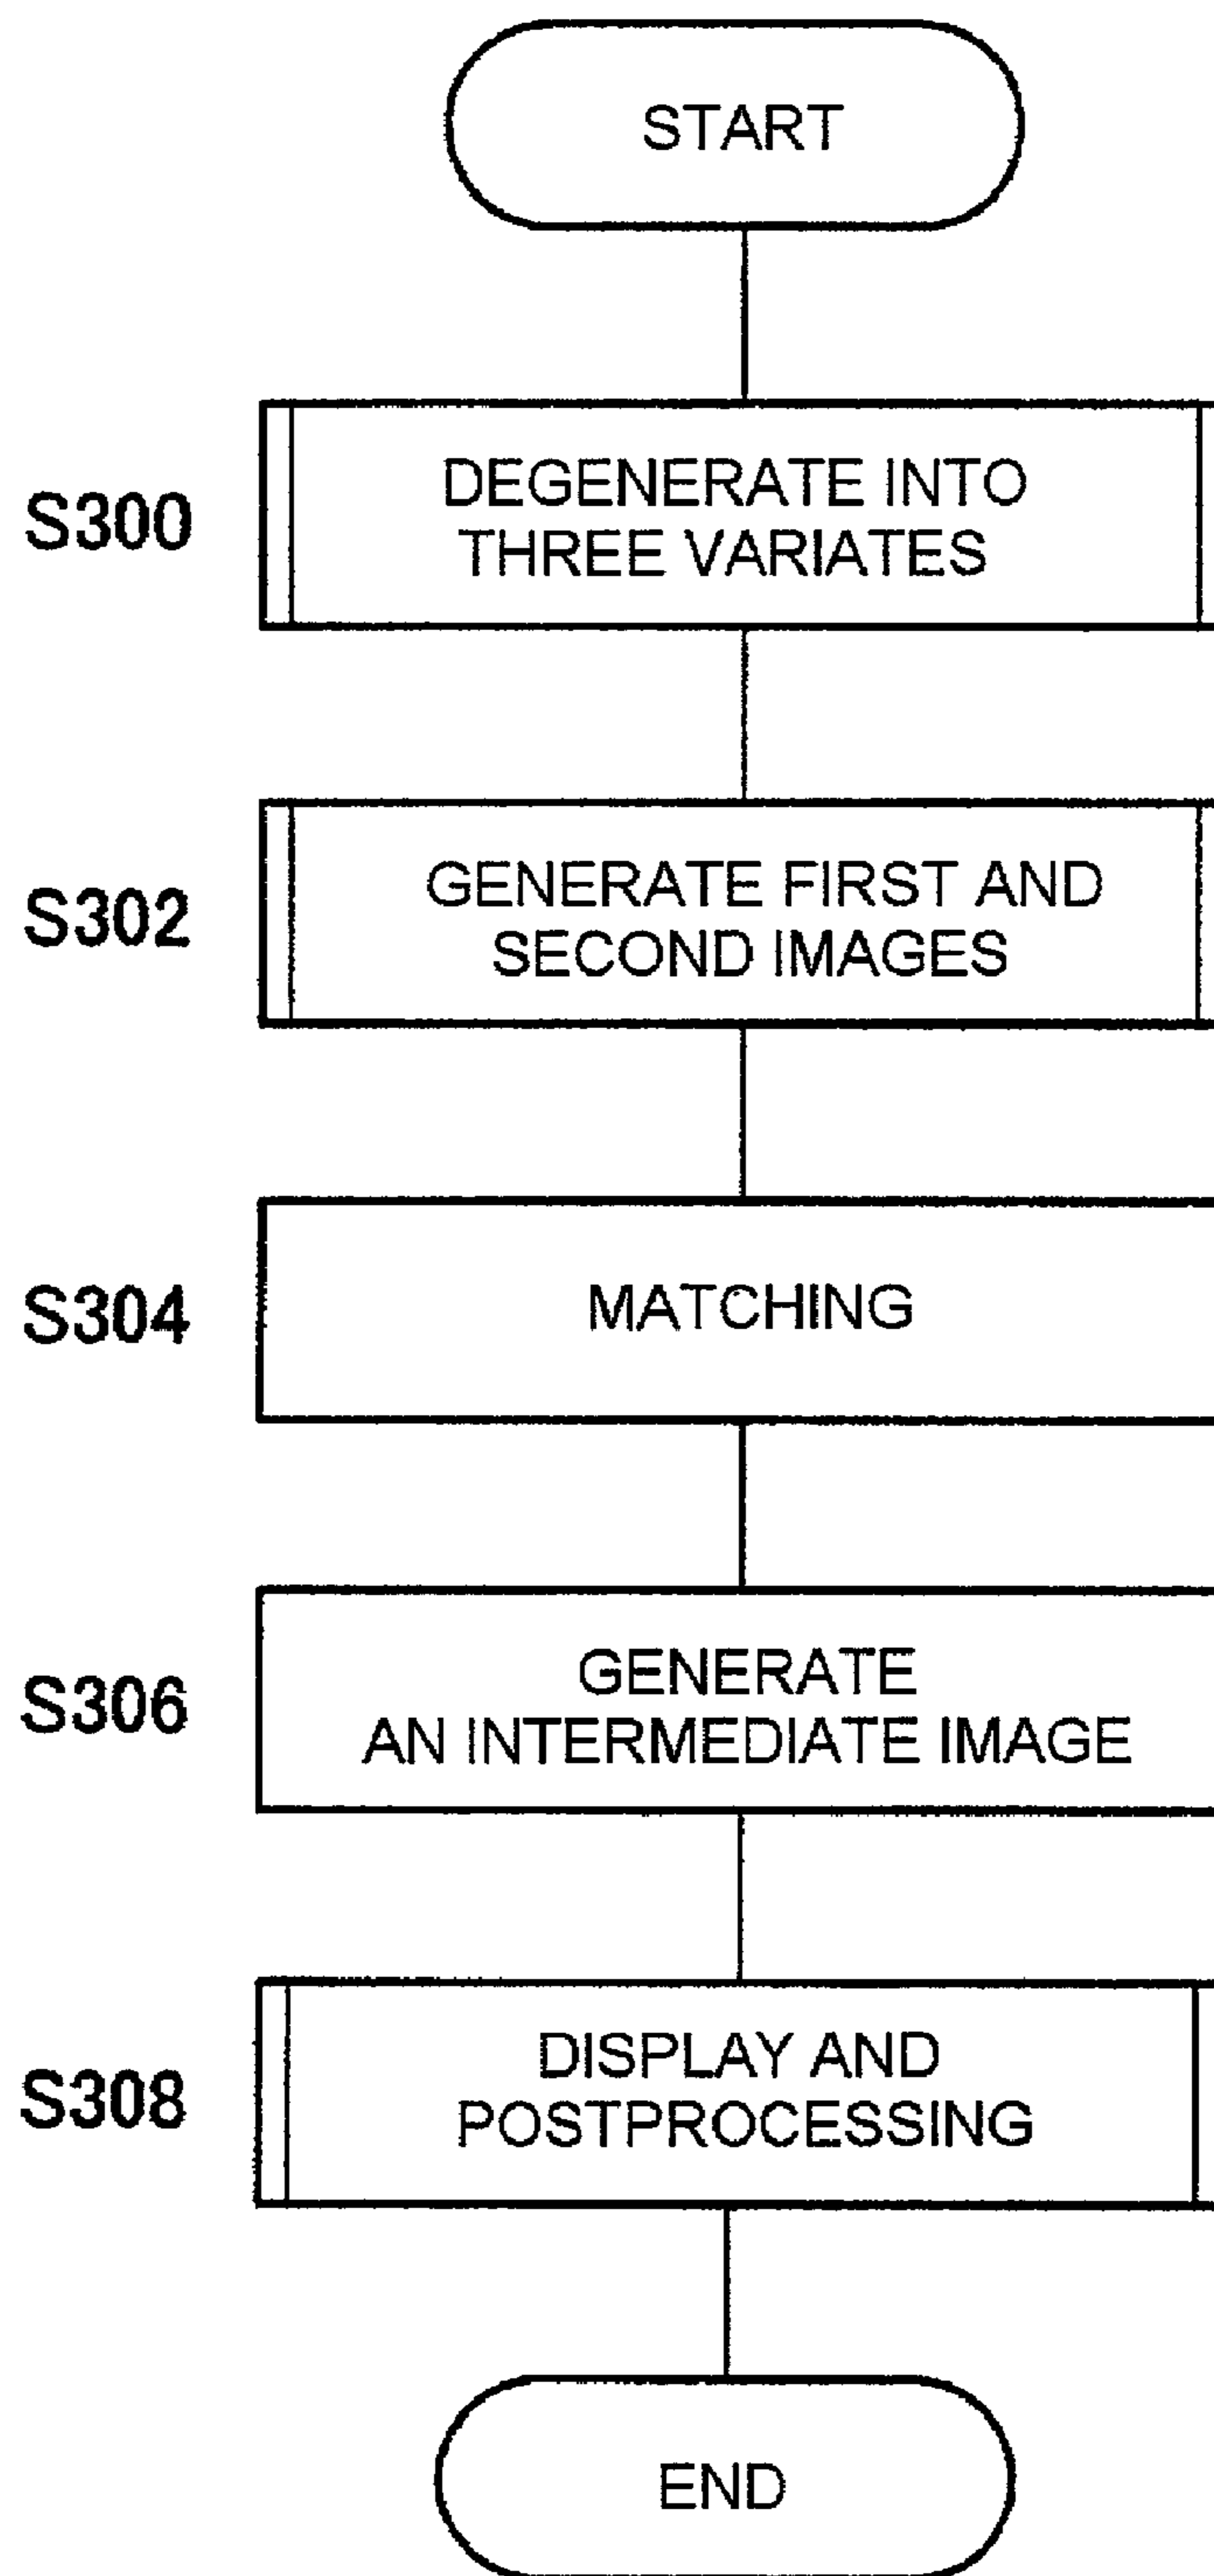 START
S300
DEGENERATE INTO
THREE VARIATES
S302
GENERATE FIRST AND
SECOND IMAGES
S304
MATCHING
S306
GENERATE
AN INTERMEDIATE IMAGE
S308
DISPLAY AND
POSTPROCESSING
END